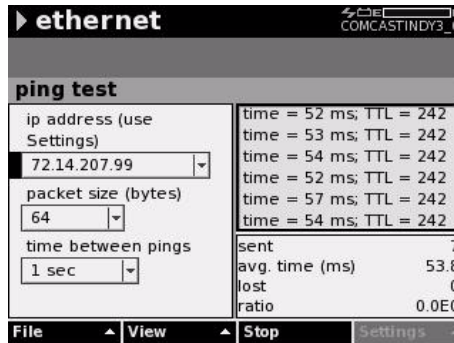 ethernet
COMCASTINDY3_
ping test
ip address (use
Settings)
72.14.207.99
packet size (bytes)
64
time between pings
1 sec
time = 52 ms; TTL = 242
time = 53 ms; TTL = 242
time = 54 ms; TTL = 242
time = 52 ms; TTL = 242
time = 57 ms; TTL = 242
time = 54 ms; TTL = 242
sent 7
avg. time (ms) 53.8
lost 0
ratio 0.0E0
File View Stop Settings